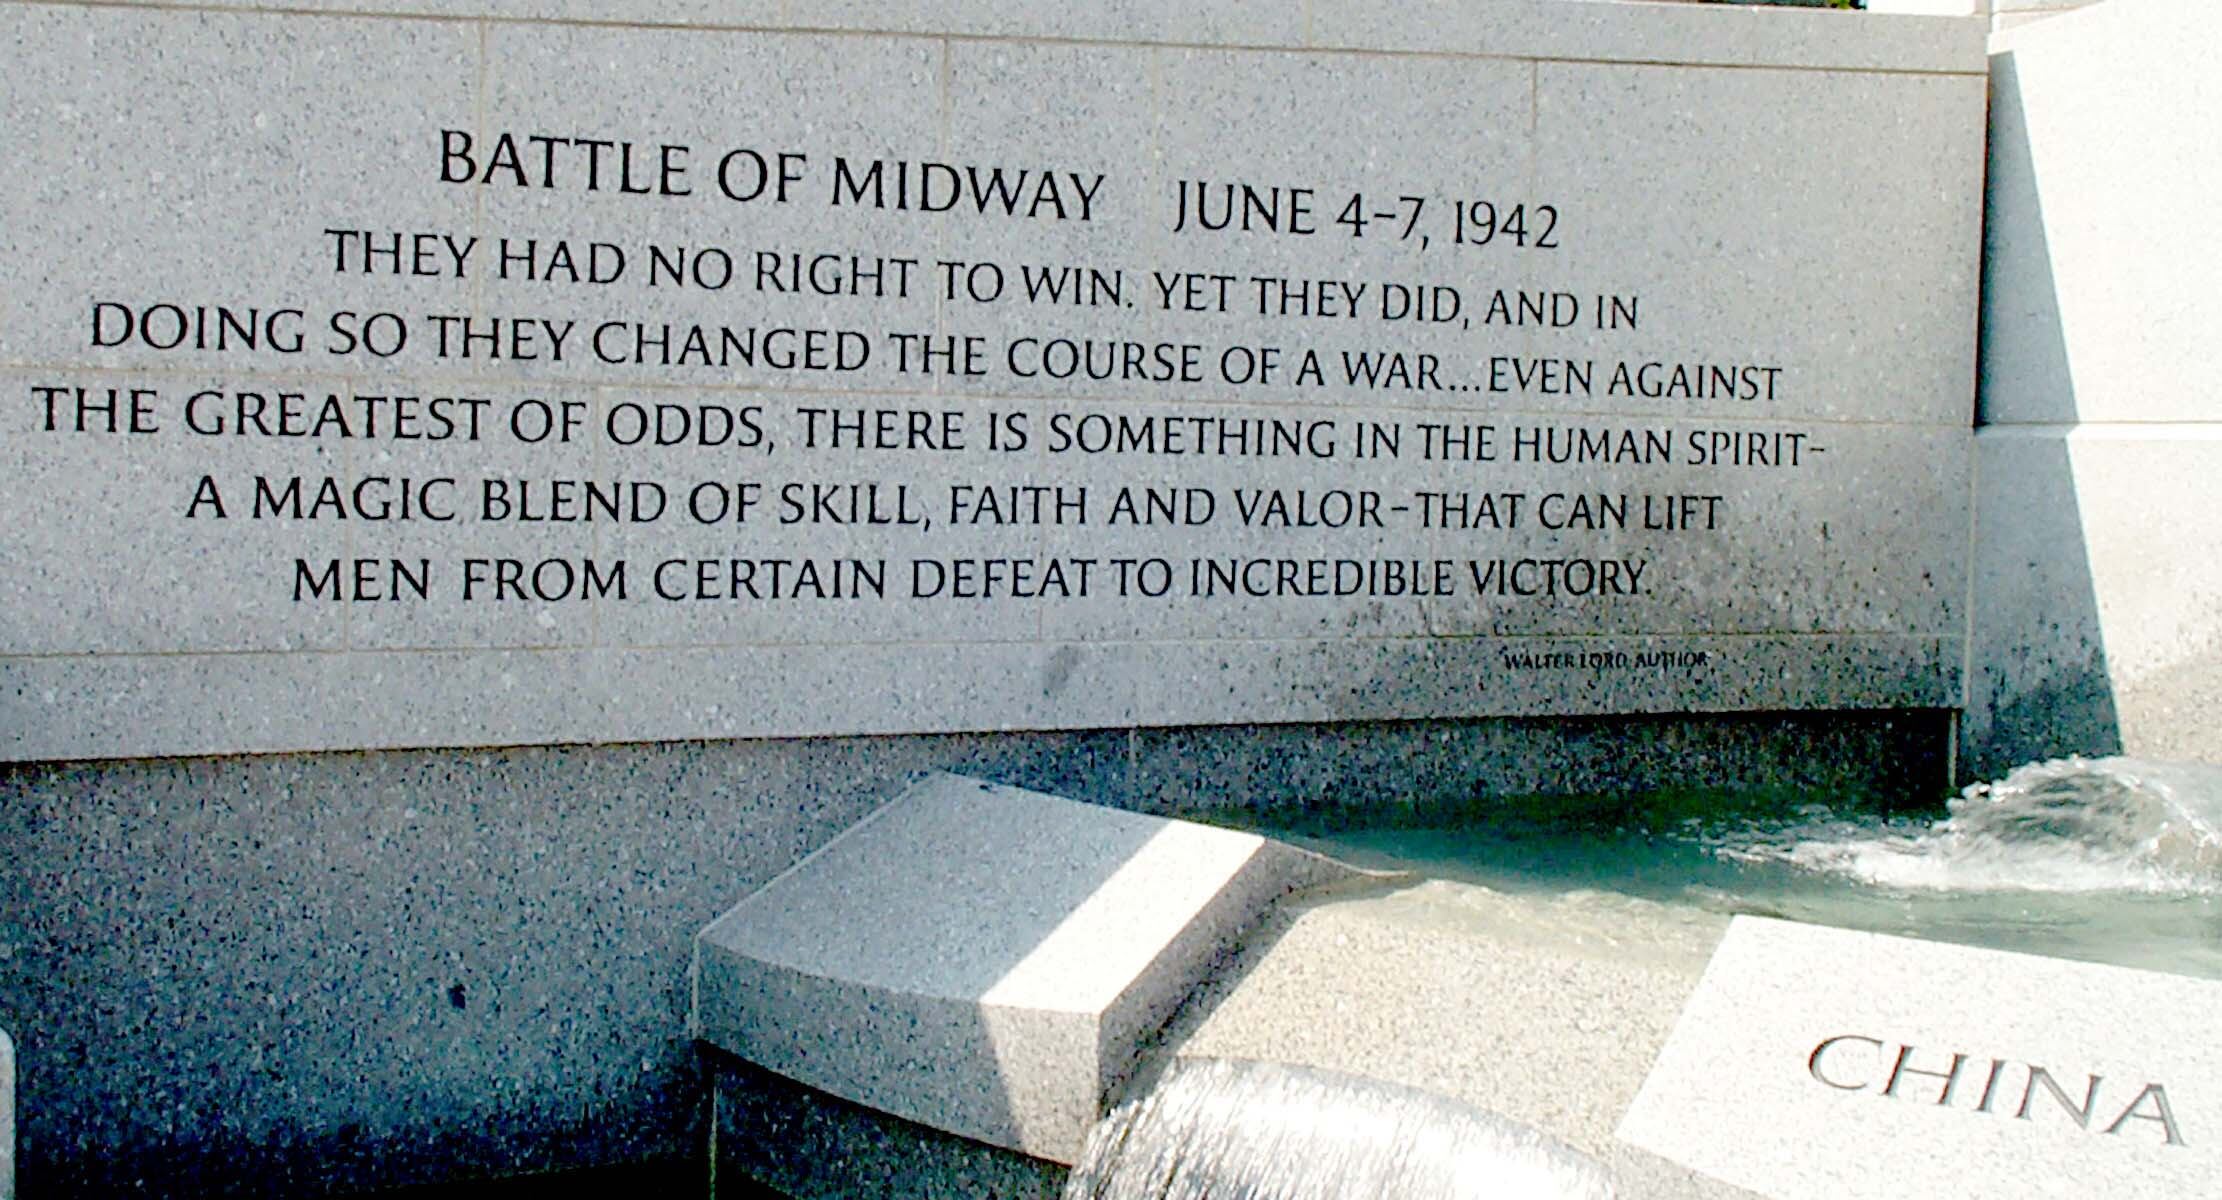 BATTLE OF MIDWAY JUNE 4-7, 1942
THEY HAD NO RIGHT TO WIN. YET THEY DID, AND IN
DOING SO THEY CHANGED THE COURSE OF A WAR...EVEN AGAINST
THE GREATEST OF ODDS, THERE IS SOMETHING IN THE HUMAN SPIRIT-
A MAGIC BLEND OF SKILL, FAITH AND VALOR-THAT CAN LIFT
MEN FROM CERTAIN DEFEAT TO INCREDIBLE VICTORY.
WALTER LORD, AUTHOR
CHINA